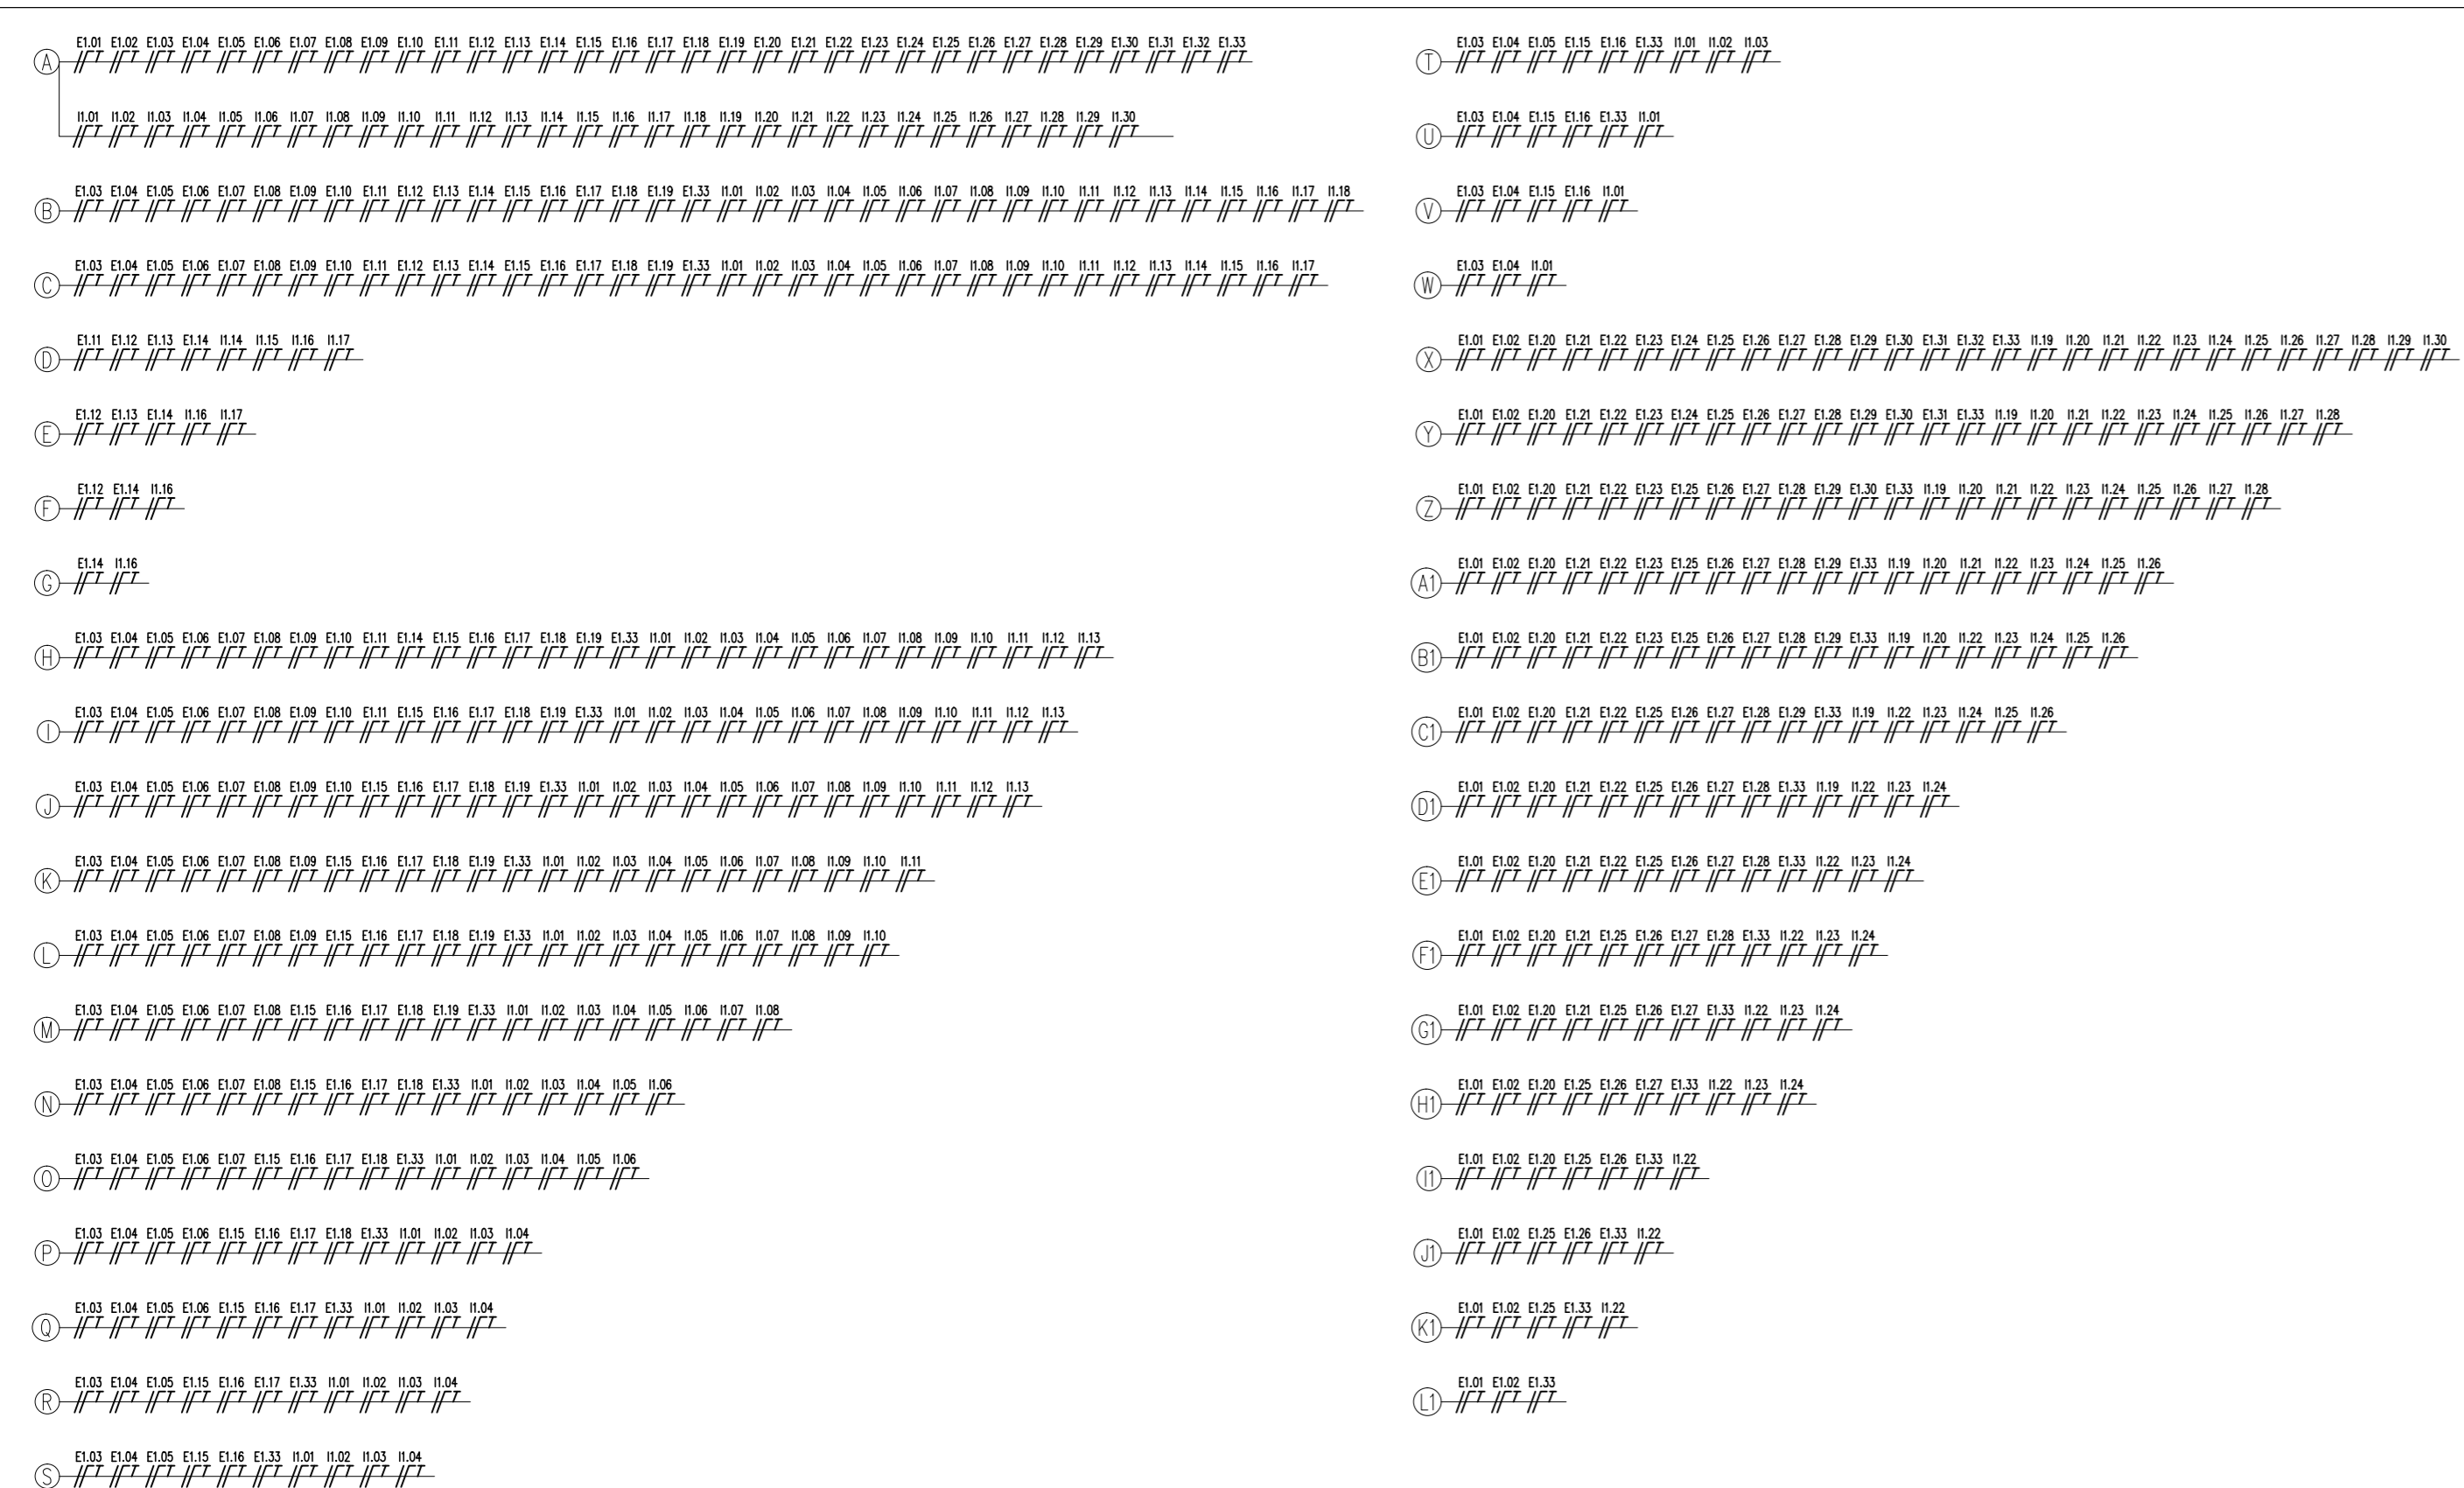 A E1.01 E1.02 E1.03 E1.04 E1.05 E1.06 E1.07 E1.08 E1.09 E1.10 E1.11 E1.12 E1.13 E1.14 E1.15 E1.16 E1.17 E1.18 E1.19 E1.20 E1.21 E1.22 E1.23 E1.24 E1.25 E1.26 E1.27 E1.28 E1.29 E1.30 E1.31 E1.32 E1.33
I1.01 I1.02 I1.03 I1.04 I1.05 I1.06 I1.07 I1.08 I1.09 I1.10 I1.11 I1.12 I1.13 I1.14 I1.15 I1.16 I1.17 I1.18 I1.19 I1.20 I1.21 I1.22 I1.23 I1.24 I1.25 I1.26 I1.27 I1.28 I1.29 I1.30
B E1.03 E1.04 E1.05 E1.06 E1.07 E1.08 E1.09 E1.10 E1.11 E1.12 E1.13 E1.14 E1.15 E1.16 E1.17 E1.18 E1.19 E1.33 I1.01 I1.02 I1.03 I1.04 I1.05 I1.06 I1.07 I1.08 I1.09 I1.10 I1.11 I1.12 I1.13 I1.14 I1.15 I1.16 I1.17 I1.18
C E1.03 E1.04 E1.05 E1.06 E1.07 E1.08 E1.09 E1.10 E1.11 E1.12 E1.13 E1.14 E1.15 E1.16 E1.17 E1.18 E1.19 E1.33 I1.01 I1.02 I1.03 I1.04 I1.05 I1.06 I1.07 I1.08 I1.09 I1.10 I1.11 I1.12 I1.13 I1.14 I1.15 I1.16 I1.17
D E1.11 E1.12 E1.13 E1.14 I1.14 I1.15 I1.16 I1.17
E E1.12 E1.13 E1.14 I1.16 I1.17
F E1.12 E1.14 I1.16
G E1.14 I1.16
H E1.03 E1.04 E1.05 E1.06 E1.07 E1.08 E1.09 E1.10 E1.11 E1.14 E1.15 E1.16 E1.17 E1.18 E1.19 E1.33 I1.01 I1.02 I1.03 I1.04 I1.05 I1.06 I1.07 I1.08 I1.09 I1.10 I1.11 I1.12 I1.13
I E1.03 E1.04 E1.05 E1.06 E1.07 E1.08 E1.09 E1.10 E1.11 E1.15 E1.16 E1.17 E1.18 E1.19 E1.33 I1.01 I1.02 I1.03 I1.04 I1.05 I1.06 I1.07 I1.08 I1.09 I1.10 I1.11 I1.12 I1.13
J E1.03 E1.04 E1.05 E1.06 E1.07 E1.08 E1.09 E1.10 E1.15 E1.16 E1.17 E1.18 E1.19 E1.33 I1.01 I1.02 I1.03 I1.04 I1.05 I1.06 I1.07 I1.08 I1.09 I1.10 I1.11 I1.12 I1.13
K E1.03 E1.04 E1.05 E1.06 E1.07 E1.08 E1.09 E1.15 E1.16 E1.17 E1.18 E1.19 E1.33 I1.01 I1.02 I1.03 I1.04 I1.05 I1.06 I1.07 I1.08 I1.09 I1.10 I1.11
L E1.03 E1.04 E1.05 E1.06 E1.07 E1.08 E1.09 E1.15 E1.16 E1.17 E1.18 E1.19 E1.33 I1.01 I1.02 I1.03 I1.04 I1.05 I1.06 I1.07 I1.08 I1.09 I1.10
M E1.03 E1.04 E1.05 E1.06 E1.07 E1.08 E1.15 E1.16 E1.17 E1.18 E1.19 E1.33 I1.01 I1.02 I1.03 I1.04 I1.05 I1.06 I1.07 I1.08
N E1.03 E1.04 E1.05 E1.06 E1.07 E1.08 E1.15 E1.16 E1.17 E1.18 E1.33 I1.01 I1.02 I1.03 I1.04 I1.05 I1.06
O E1.03 E1.04 E1.05 E1.06 E1.07 E1.15 E1.16 E1.17 E1.18 E1.33 I1.01 I1.02 I1.03 I1.04 I1.05 I1.06
P E1.03 E1.04 E1.05 E1.06 E1.15 E1.16 E1.17 E1.18 E1.33 I1.01 I1.02 I1.03 I1.04
Q E1.03 E1.04 E1.05 E1.06 E1.15 E1.16 E1.17 E1.33 I1.01 I1.02 I1.03 I1.04
R E1.03 E1.04 E1.05 E1.15 E1.16 E1.17 E1.33 I1.01 I1.02 I1.03 I1.04
S E1.03 E1.04 E1.05 E1.15 E1.16 E1.33 I1.01 I1.02 I1.03 I1.04
T E1.03 E1.04 E1.05 E1.15 E1.16 E1.33 I1.01 I1.02 I1.03
U E1.03 E1.04 E1.15 E1.16 E1.33 I1.01
V E1.03 E1.04 E1.15 E1.16 I1.01
W E1.03 E1.04 I1.01
X E1.01 E1.02 E1.20 E1.21 E1.22 E1.23 E1.24 E1.25 E1.26 E1.27 E1.28 E1.29 E1.30 E1.31 E1.32 E1.33 I1.19 I1.20 I1.21 I1.22 I1.23 I1.24 I1.25 I1.26 I1.27 I1.28 I1.29 I1.30
Y E1.01 E1.02 E1.20 E1.21 E1.22 E1.23 E1.24 E1.25 E1.26 E1.27 E1.28 E1.29 E1.30 E1.31 E1.33 I1.19 I1.20 I1.21 I1.22 I1.23 I1.24 I1.25 I1.26 I1.27 I1.28
Z E1.01 E1.02 E1.20 E1.21 E1.22 E1.23 E1.25 E1.26 E1.27 E1.28 E1.29 E1.30 E1.33 I1.19 I1.20 I1.21 I1.22 I1.23 I1.24 I1.25 I1.26 I1.27 I1.28
A1 E1.01 E1.02 E1.20 E1.21 E1.22 E1.23 E1.25 E1.26 E1.27 E1.28 E1.29 E1.33 I1.19 I1.20 I1.21 I1.22 I1.23 I1.24 I1.25 I1.26
B1 E1.01 E1.02 E1.20 E1.21 E1.22 E1.23 E1.25 E1.26 E1.27 E1.28 E1.29 E1.33 I1.19 I1.20 I1.22 I1.23 I1.24 I1.25 I1.26
C1 E1.01 E1.02 E1.20 E1.21 E1.22 E1.25 E1.26 E1.27 E1.28 E1.29 E1.33 I1.19 I1.22 I1.23 I1.24 I1.25 I1.26
D1 E1.01 E1.02 E1.20 E1.21 E1.22 E1.25 E1.26 E1.27 E1.28 E1.33 I1.19 I1.22 I1.23 I1.24
E1 E1.01 E1.02 E1.20 E1.21 E1.22 E1.25 E1.26 E1.27 E1.28 E1.33 I1.22 I1.23 I1.24
F1 E1.01 E1.02 E1.20 E1.21 E1.25 E1.26 E1.27 E1.28 E1.33 I1.22 I1.23 I1.24
G1 E1.01 E1.02 E1.20 E1.21 E1.25 E1.26 E1.27 E1.33 I1.22 I1.23 I1.24
H1 E1.01 E1.02 E1.20 E1.25 E1.26 E1.27 E1.33 I1.22 I1.23 I1.24
I1 E1.01 E1.02 E1.20 E1.25 E1.26 E1.33 I1.22
J1 E1.01 E1.02 E1.25 E1.26 E1.33 I1.22
K1 E1.01 E1.02 E1.25 E1.33 I1.22
L1 E1.01 E1.02 E1.33